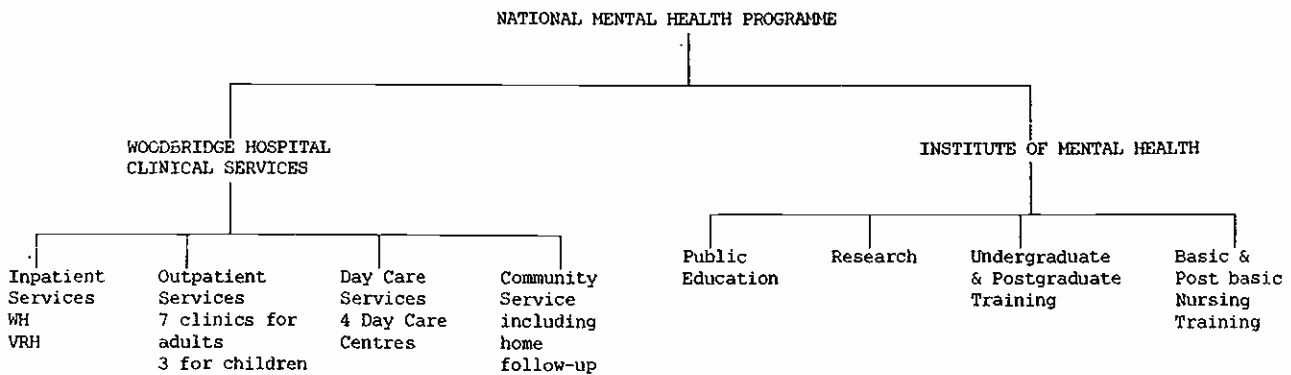 NATIONAL MENTAL HEALTH PROGRAMME
WOODBRIDGE HOSPITAL
CLINICAL SERVICES
INSTITUTE OF MENTAL HEALTH
Inpatient
Services
WH
VRH
Outpatient
Services
7 clinics for
adults
3 for children
Day Care
Services
4 Day Care
Centres
Community
Service
including
home
follow-up
Public
Education
Research
Undergraduate
& Postgraduate
Training
Basic &
Post basic
Nursing
Training